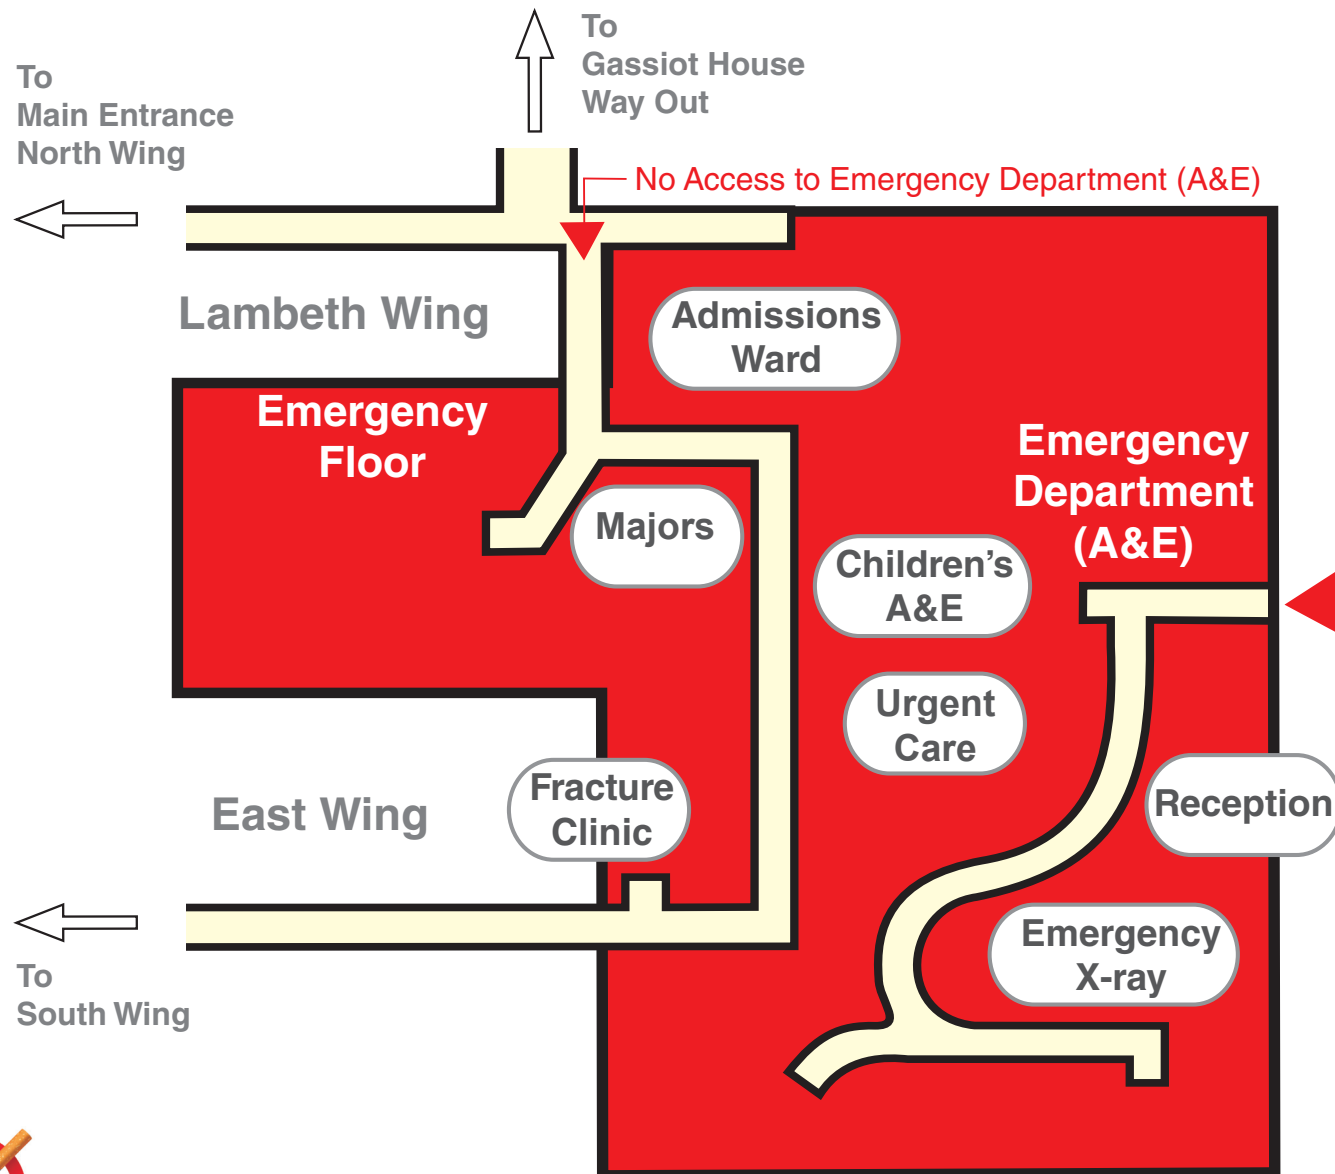 To
Gassiot House
Way Out
To
Main Entrance
North Wing
No Access to Emergency Department (A&E)
Lambeth Wing
Admissions
Ward
Emergency
Floor
Emergency
Department
(A&E)
Majors
Children's
A&E
Urgent
Care
Fracture
Clinic
East Wing
Reception
Emergency
X-ray
To
South Wing